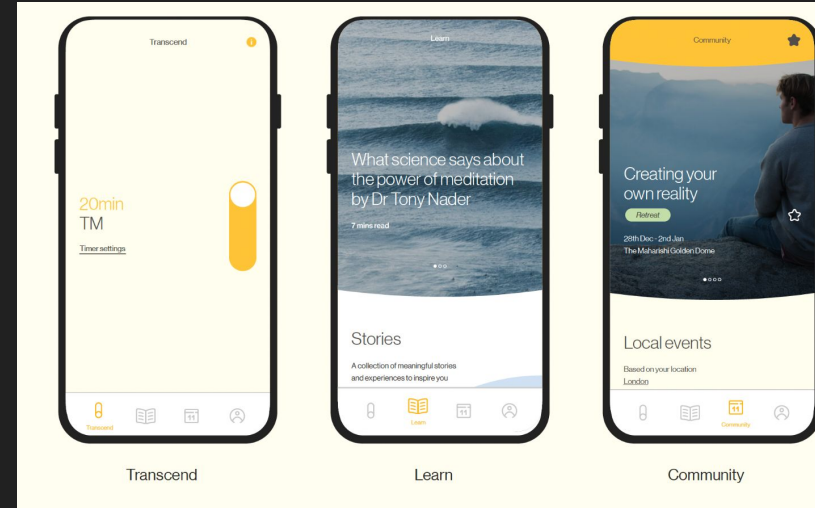 Transcend
20min
TM
Timer settings
Transcend
Transcend
Learn
What science says about
the power of meditation
by Dr Tony Nader
7 mins read
Stories
A collection of meaningful stories
and experiences to inspire you
Learn
Learn
Community
Creating your
own reality
Retreat
28th Dec - 2nd Jan
The Maharishi Golden Dome
Local events
Based on your location
London
Community
Community